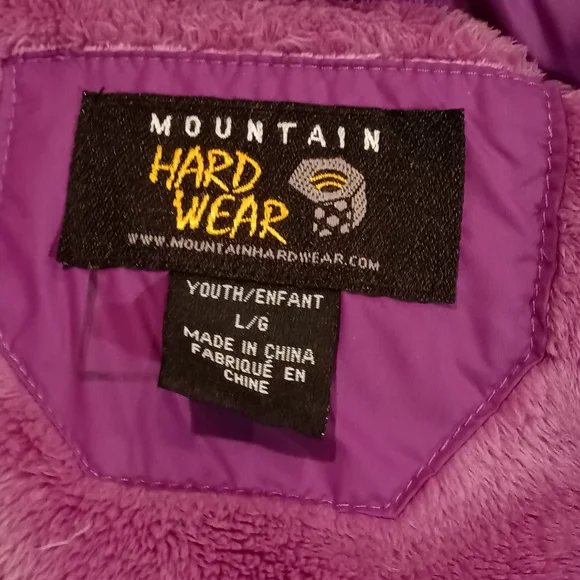 MOUNTAIN
HARD
WEAR
WWW.MOUNTAINHARDWEAR.COM
YOUTH/ENFANT
L/G
MADE IN CHINA
FABRIQUÉ EN
CHINE